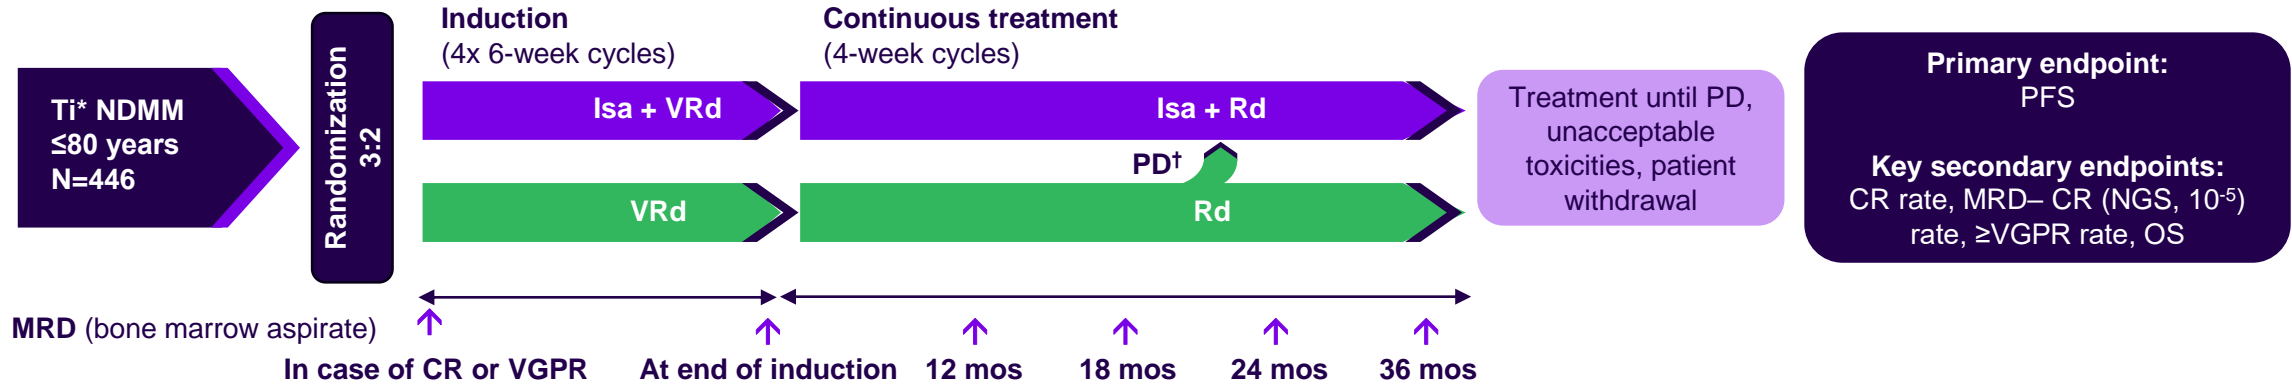 Ti* NDMM
≤80 years
N=446
Randomization
3:2
Induction
(4x 6-week cycles)
Continuous treatment
(4-week cycles)
Isa + VRd
Isa + Rd
PD†
VRd
Rd
Treatment until PD,
unacceptable
toxicities, patient
withdrawal
Primary endpoint:
PFS
Key secondary endpoints:
CR rate, MRD– CR (NGS, 10⁻⁵)
rate, ≥VGPR rate, OS
MRD (bone marrow aspirate)
In case of CR or VGPR
At end of induction
12 mos
18 mos
24 mos
36 mos